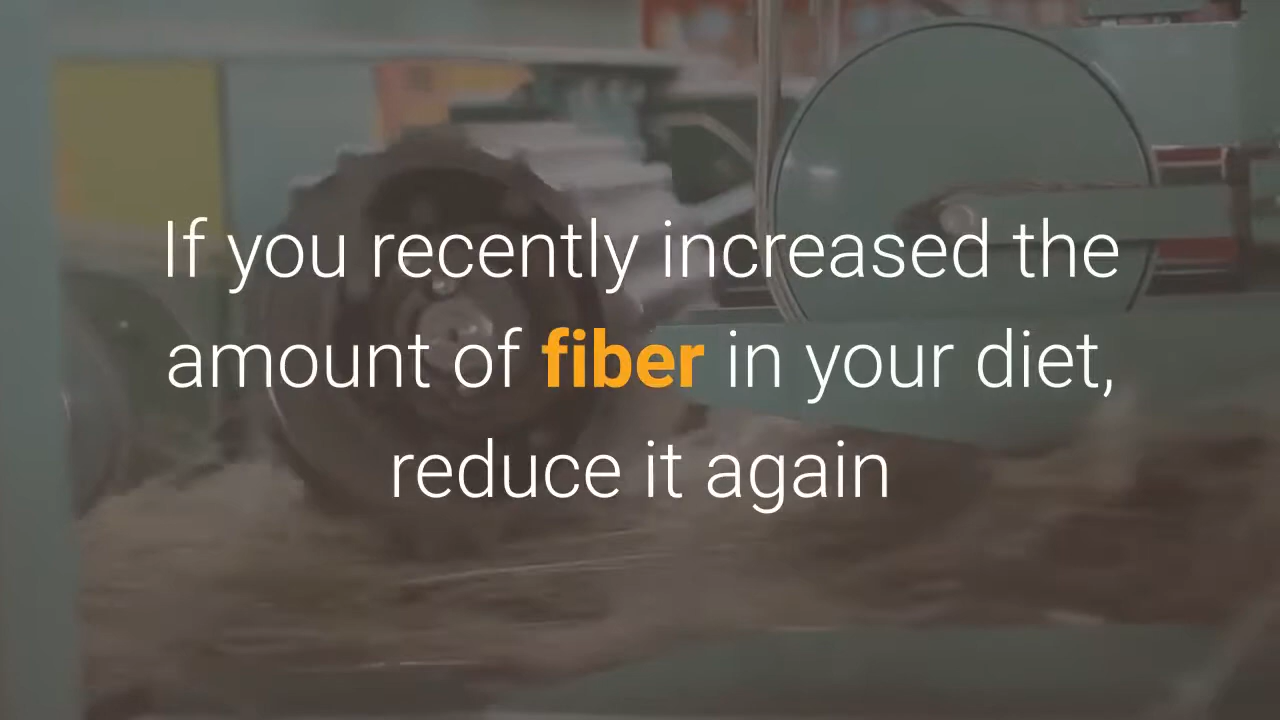 If you recently increased the
amount of fiber in your diet,
reduce it again